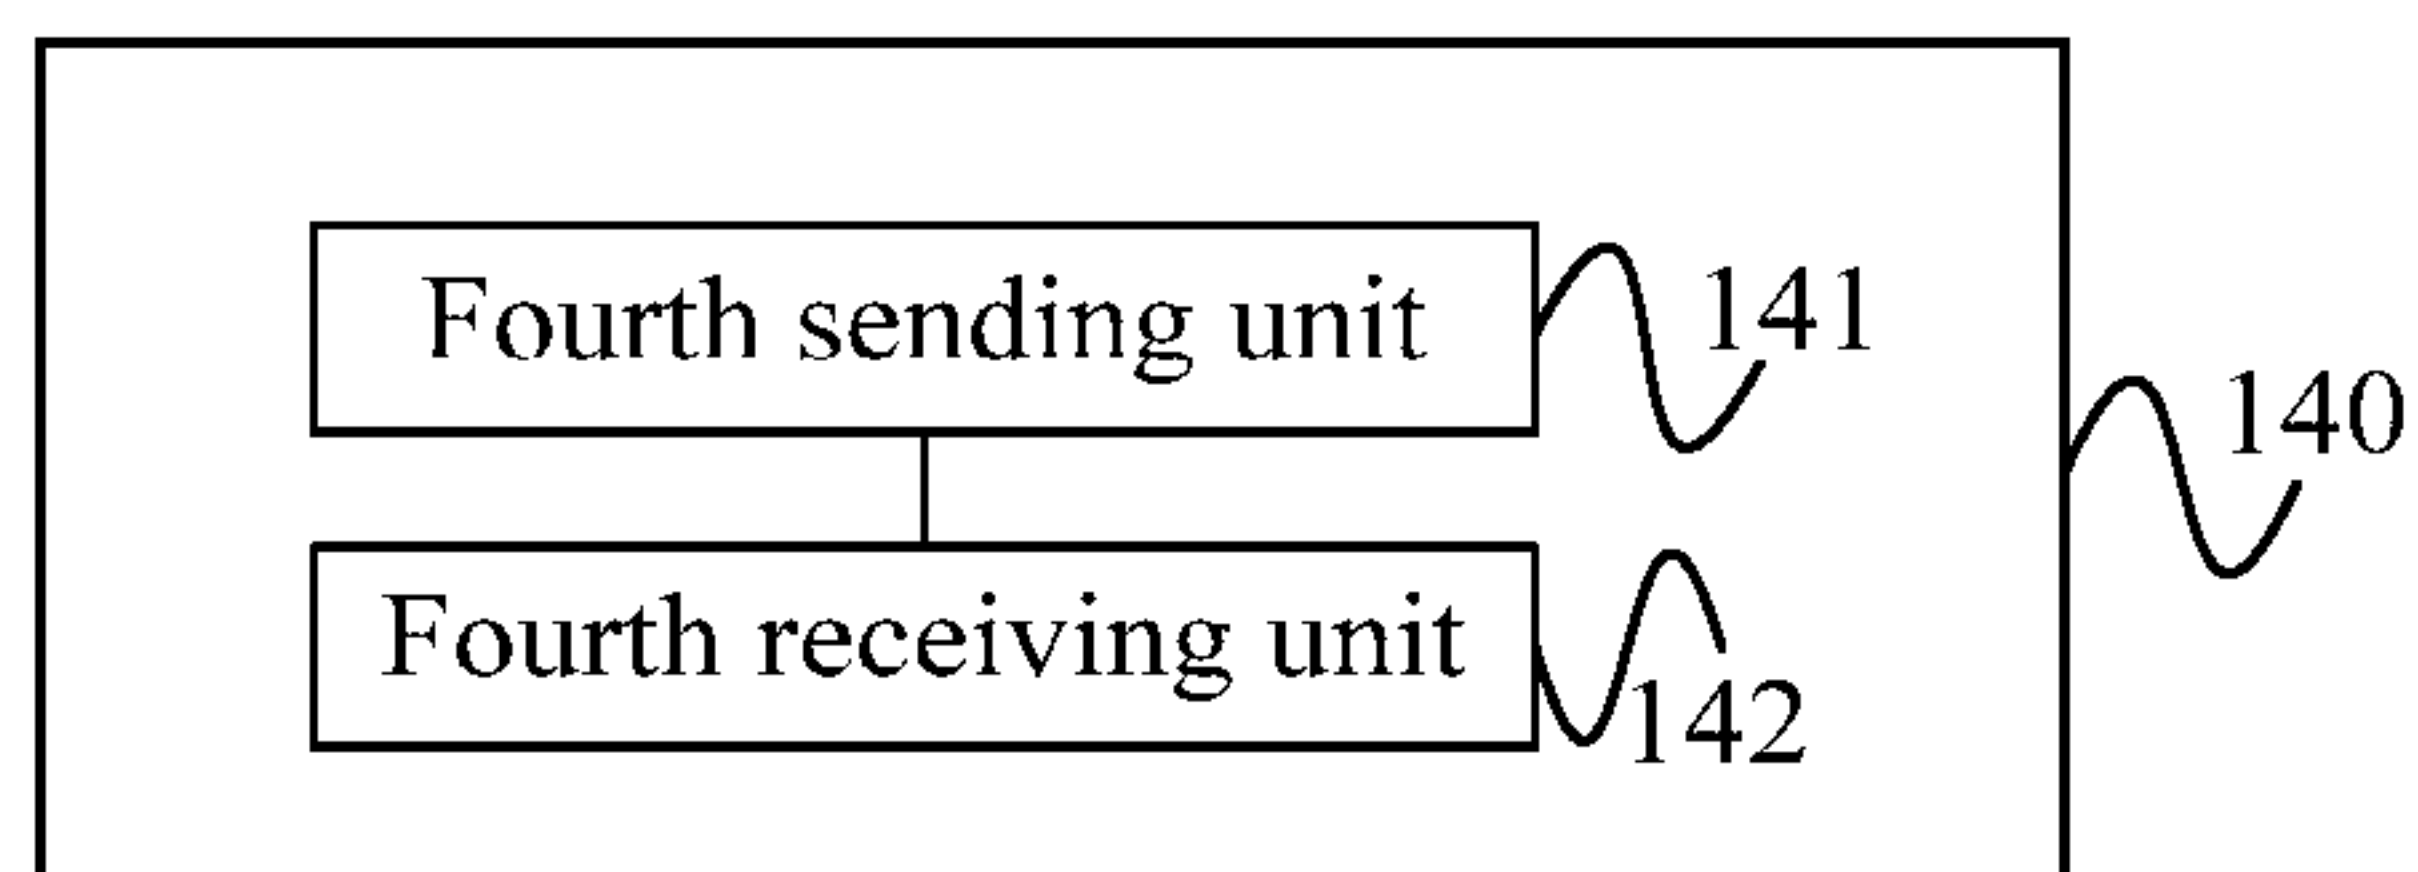 Fourth sending unit
141
140
Fourth receiving unit
142